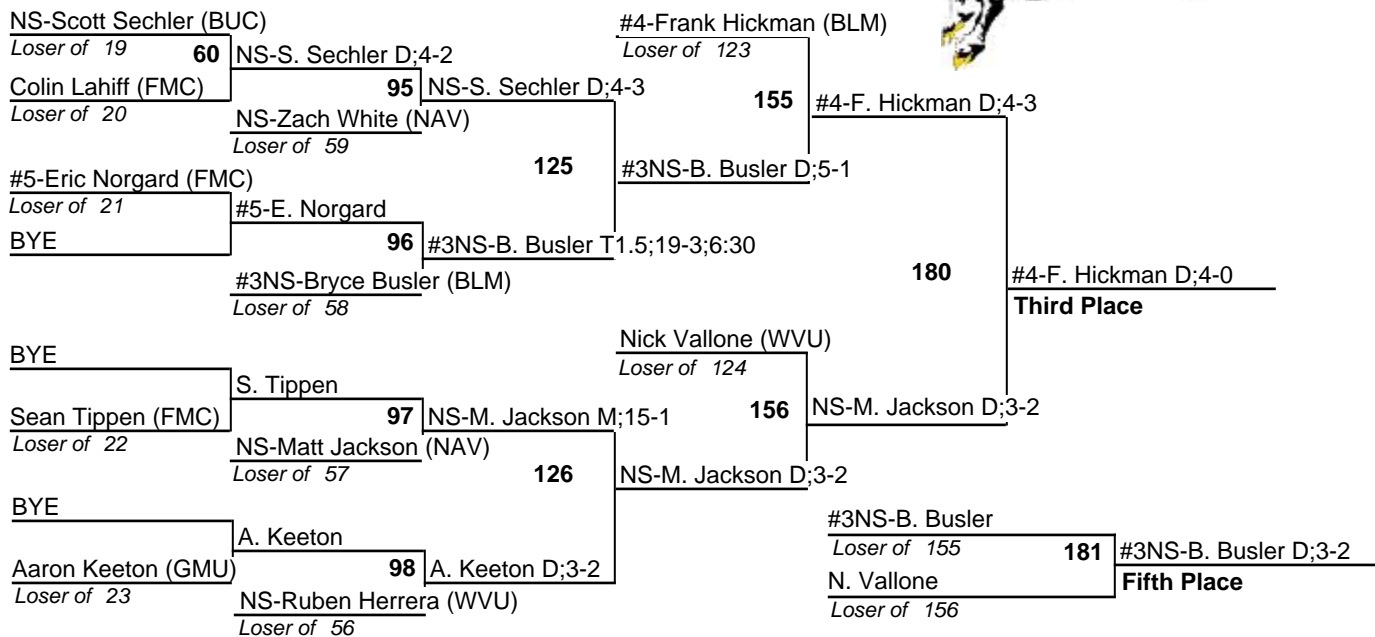 NS-Scott Sechler (BUC)
Loser of 19
60
NS-S. Sechler D;4-2
Colin Lahiff (FMC)
Loser of 20
95
NS-S. Sechler D;4-3
NS-Zach White (NAV)
Loser of 59
#5-Eric Norgard (FMC)
Loser of 21
#5-E. Norgard
BYE
96
#3NS-B. Busler T1.5;19-3;6:30
#3NS-Bryce Busler (BLM)
Loser of 58
125
#3NS-B. Busler D;5-1
#4-Frank Hickman (BLM)
Loser of 123
155
#4-F. Hickman D;4-3
180
#4-F. Hickman D;4-0
Third Place
BYE
S. Tippen
Sean Tippen (FMC)
Loser of 22
97
NS-M. Jackson M;15-1
NS-Matt Jackson (NAV)
Loser of 57
BYE
A. Keeton
Aaron Keeton (GMU)
Loser of 23
98
A. Keeton D;3-2
NS-Ruben Herrera (WVU)
Loser of 56
126
NS-M. Jackson D;3-2
Nick Vallone (WVU)
Loser of 124
156
NS-M. Jackson D;3-2
#3NS-B. Busler
Loser of 155
181
#3NS-B. Busler D;3-2
N. Vallone
Fifth Place
Loser of 156